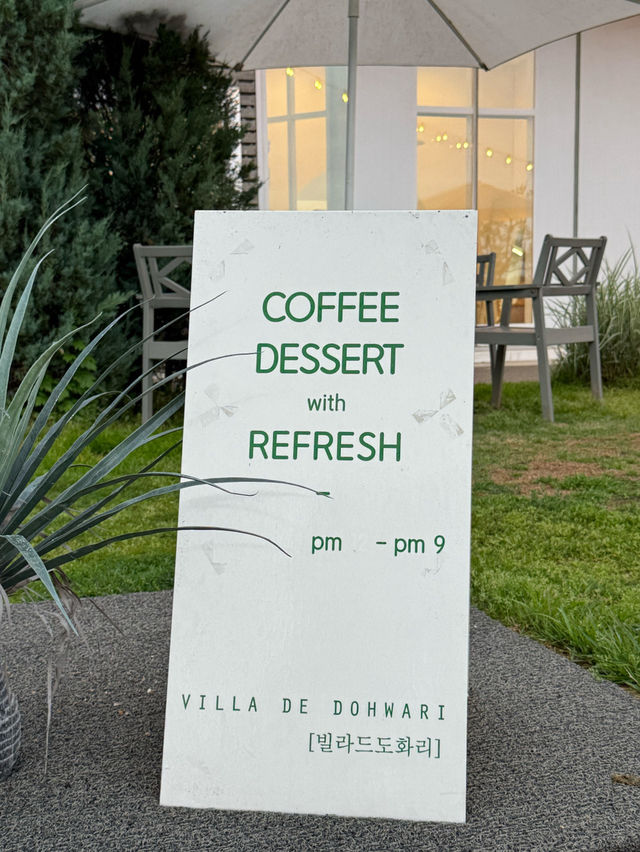 COFFEE
DESSERT
with
REFRESH
pm – pm 9
VILLA DE DOHWARI
[빌라드도화리]